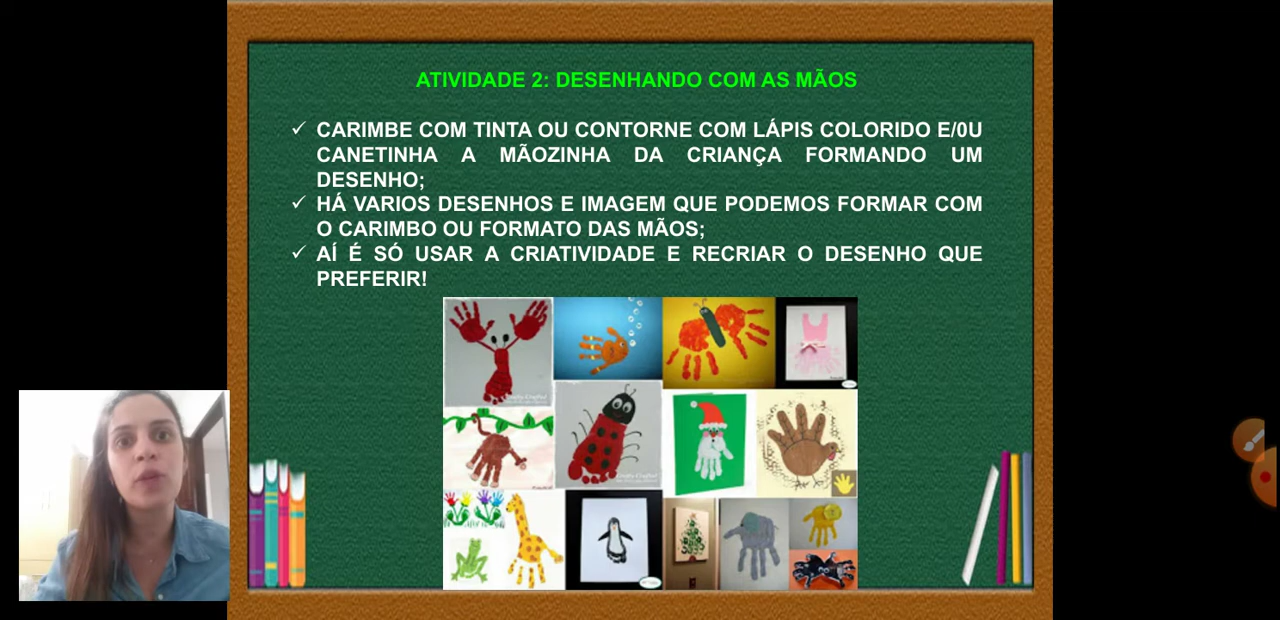 ATIVIDADE 2: DESENHANDO COM AS MÃOS
CARIMBE COM TINTA OU CONTORNE COM LÁPIS COLORIDO E/0U
CANETINHA A MÃOZINHA DA CRIANÇA FORMANDO UM
DESENHO;
HÁ VARIOS DESENHOS E IMAGEM QUE PODEMOS FORMAR COM
O CARIMBO OU FORMATO DAS MÃOS;
AÍ É SÓ USAR A CRIATIVIDADE E RECRIAR O DESENHO QUE
PREFERIR!